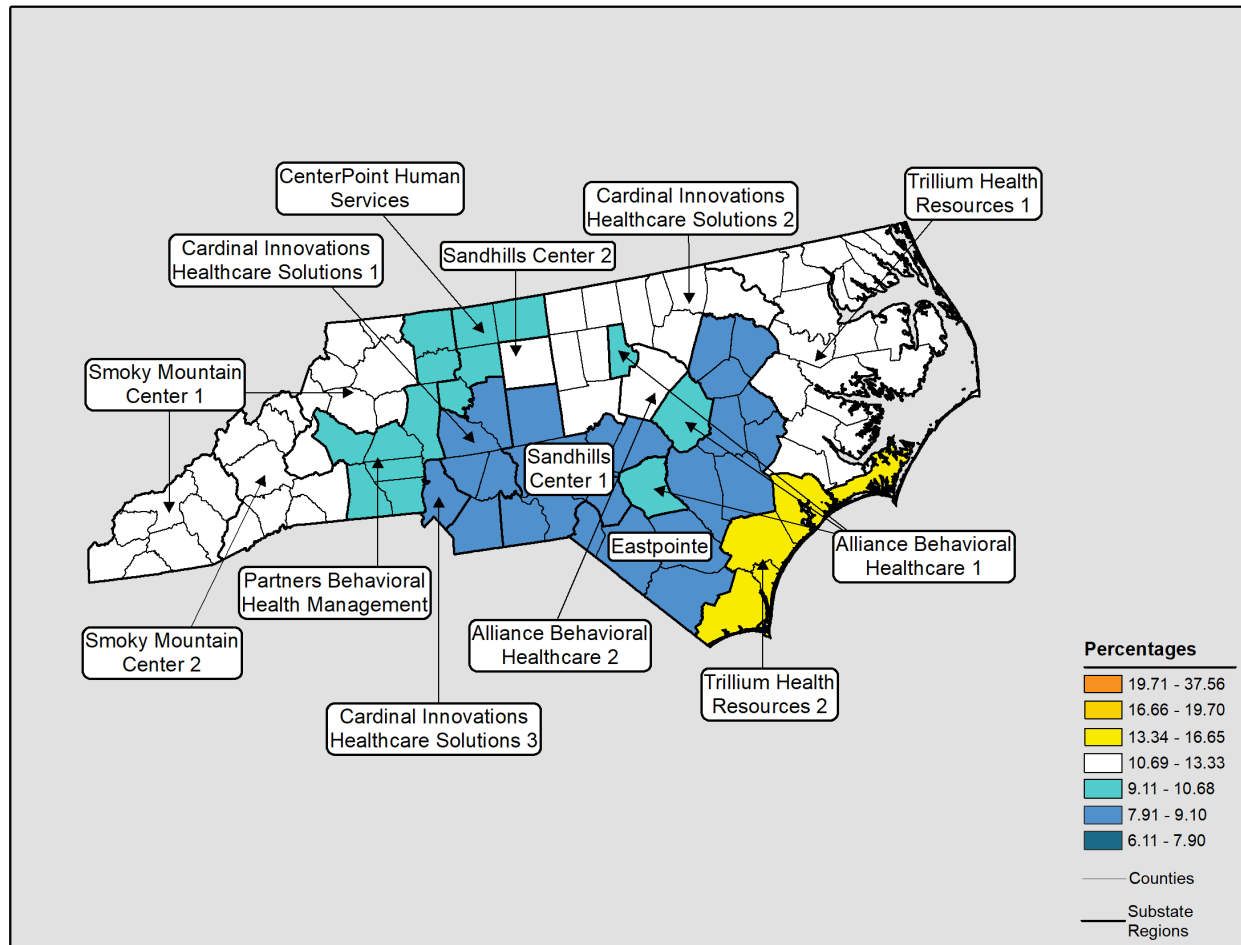 CenterPoint Human
Services
Cardinal Innovations
Healthcare Solutions 2
Trillium Health
Resources 1
Cardinal Innovations
Healthcare Solutions 1
Sandhills Center 2
Smoky Mountain
Center 1
Sandhills
Center 1
Eastpointe
Alliance Behavioral
Healthcare 1
Partners Behavioral
Health Management
Smoky Mountain
Center 2
Alliance Behavioral
Healthcare 2
Trillium Health
Resources 2
Cardinal Innovations
Healthcare Solutions 3
Percentages
19.71 - 37.56
16.66 - 19.70
13.34 - 16.65
10.69 - 13.33
9.11 - 10.68
7.91 - 9.10
6.11 - 7.90
Counties
Substate
Regions